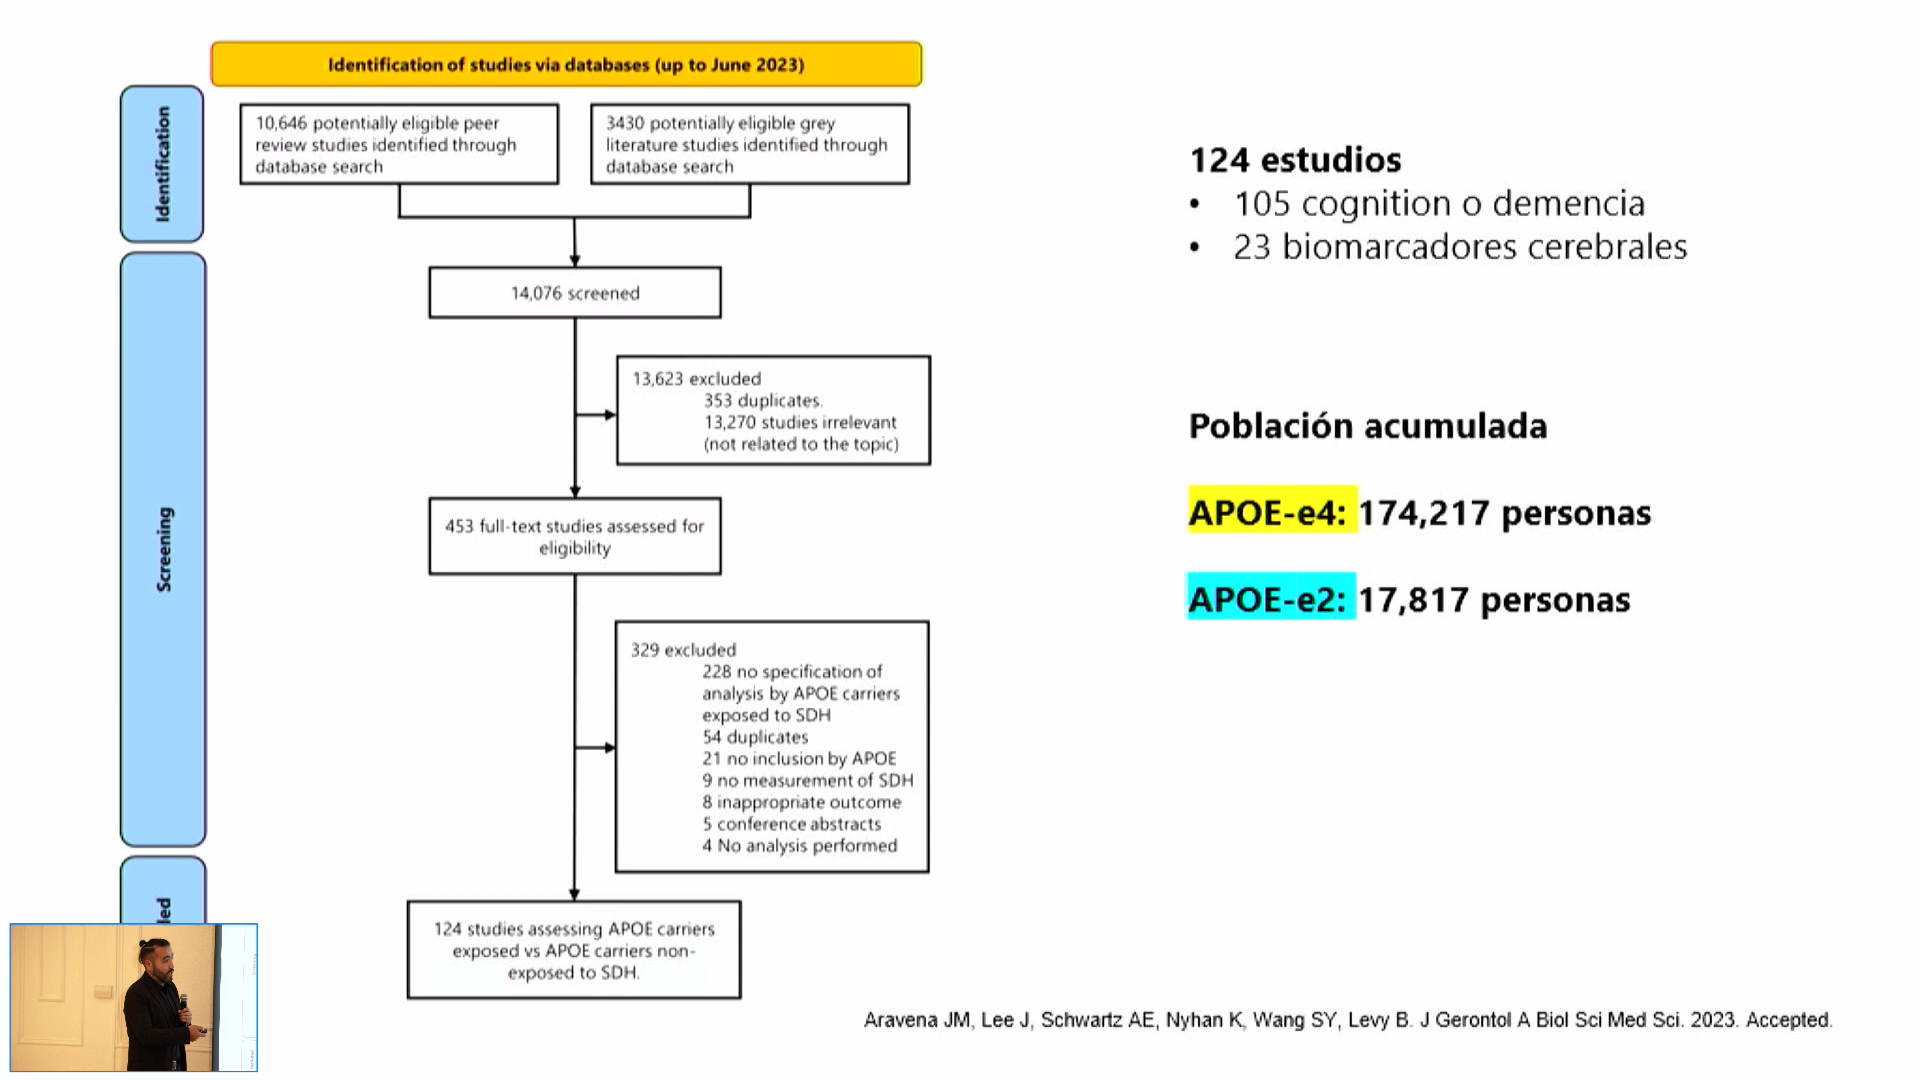 Identification of studies via databases (up to June 2023)
Identification
10,646 potentially eligible peer
review studies identified through
database search
3430 potentially eligible grey
literature studies identified through
database search
14,076 screened
Screening
13,623 excluded
353 duplicates.
13,270 studies irrelevant
(not related to the topic)
453 full-text studies assessed for
eligibility
329 excluded
228 no specification of
analysis by APOE carriers
exposed to SDH
54 duplicates
21 no inclusion by APOE
9 no measurement of SDH
8 inappropriate outcome
5 conference abstracts
4 No analysis performed
led
124 studies assessing APOE carriers
exposed vs APOE carriers non-
exposed to SDH.
124 estudios
• 105 cognition o demencia
• 23 biomarcadores cerebrales
Población acumulada
APOE-e4: 174,217 personas
APOE-e2: 17,817 personas
Aravena JM, Lee J, Schwartz AE, Nyhan K, Wang SY, Levy B. J Gerontol A Biol Sci Med Sci. 2023. Accepted.